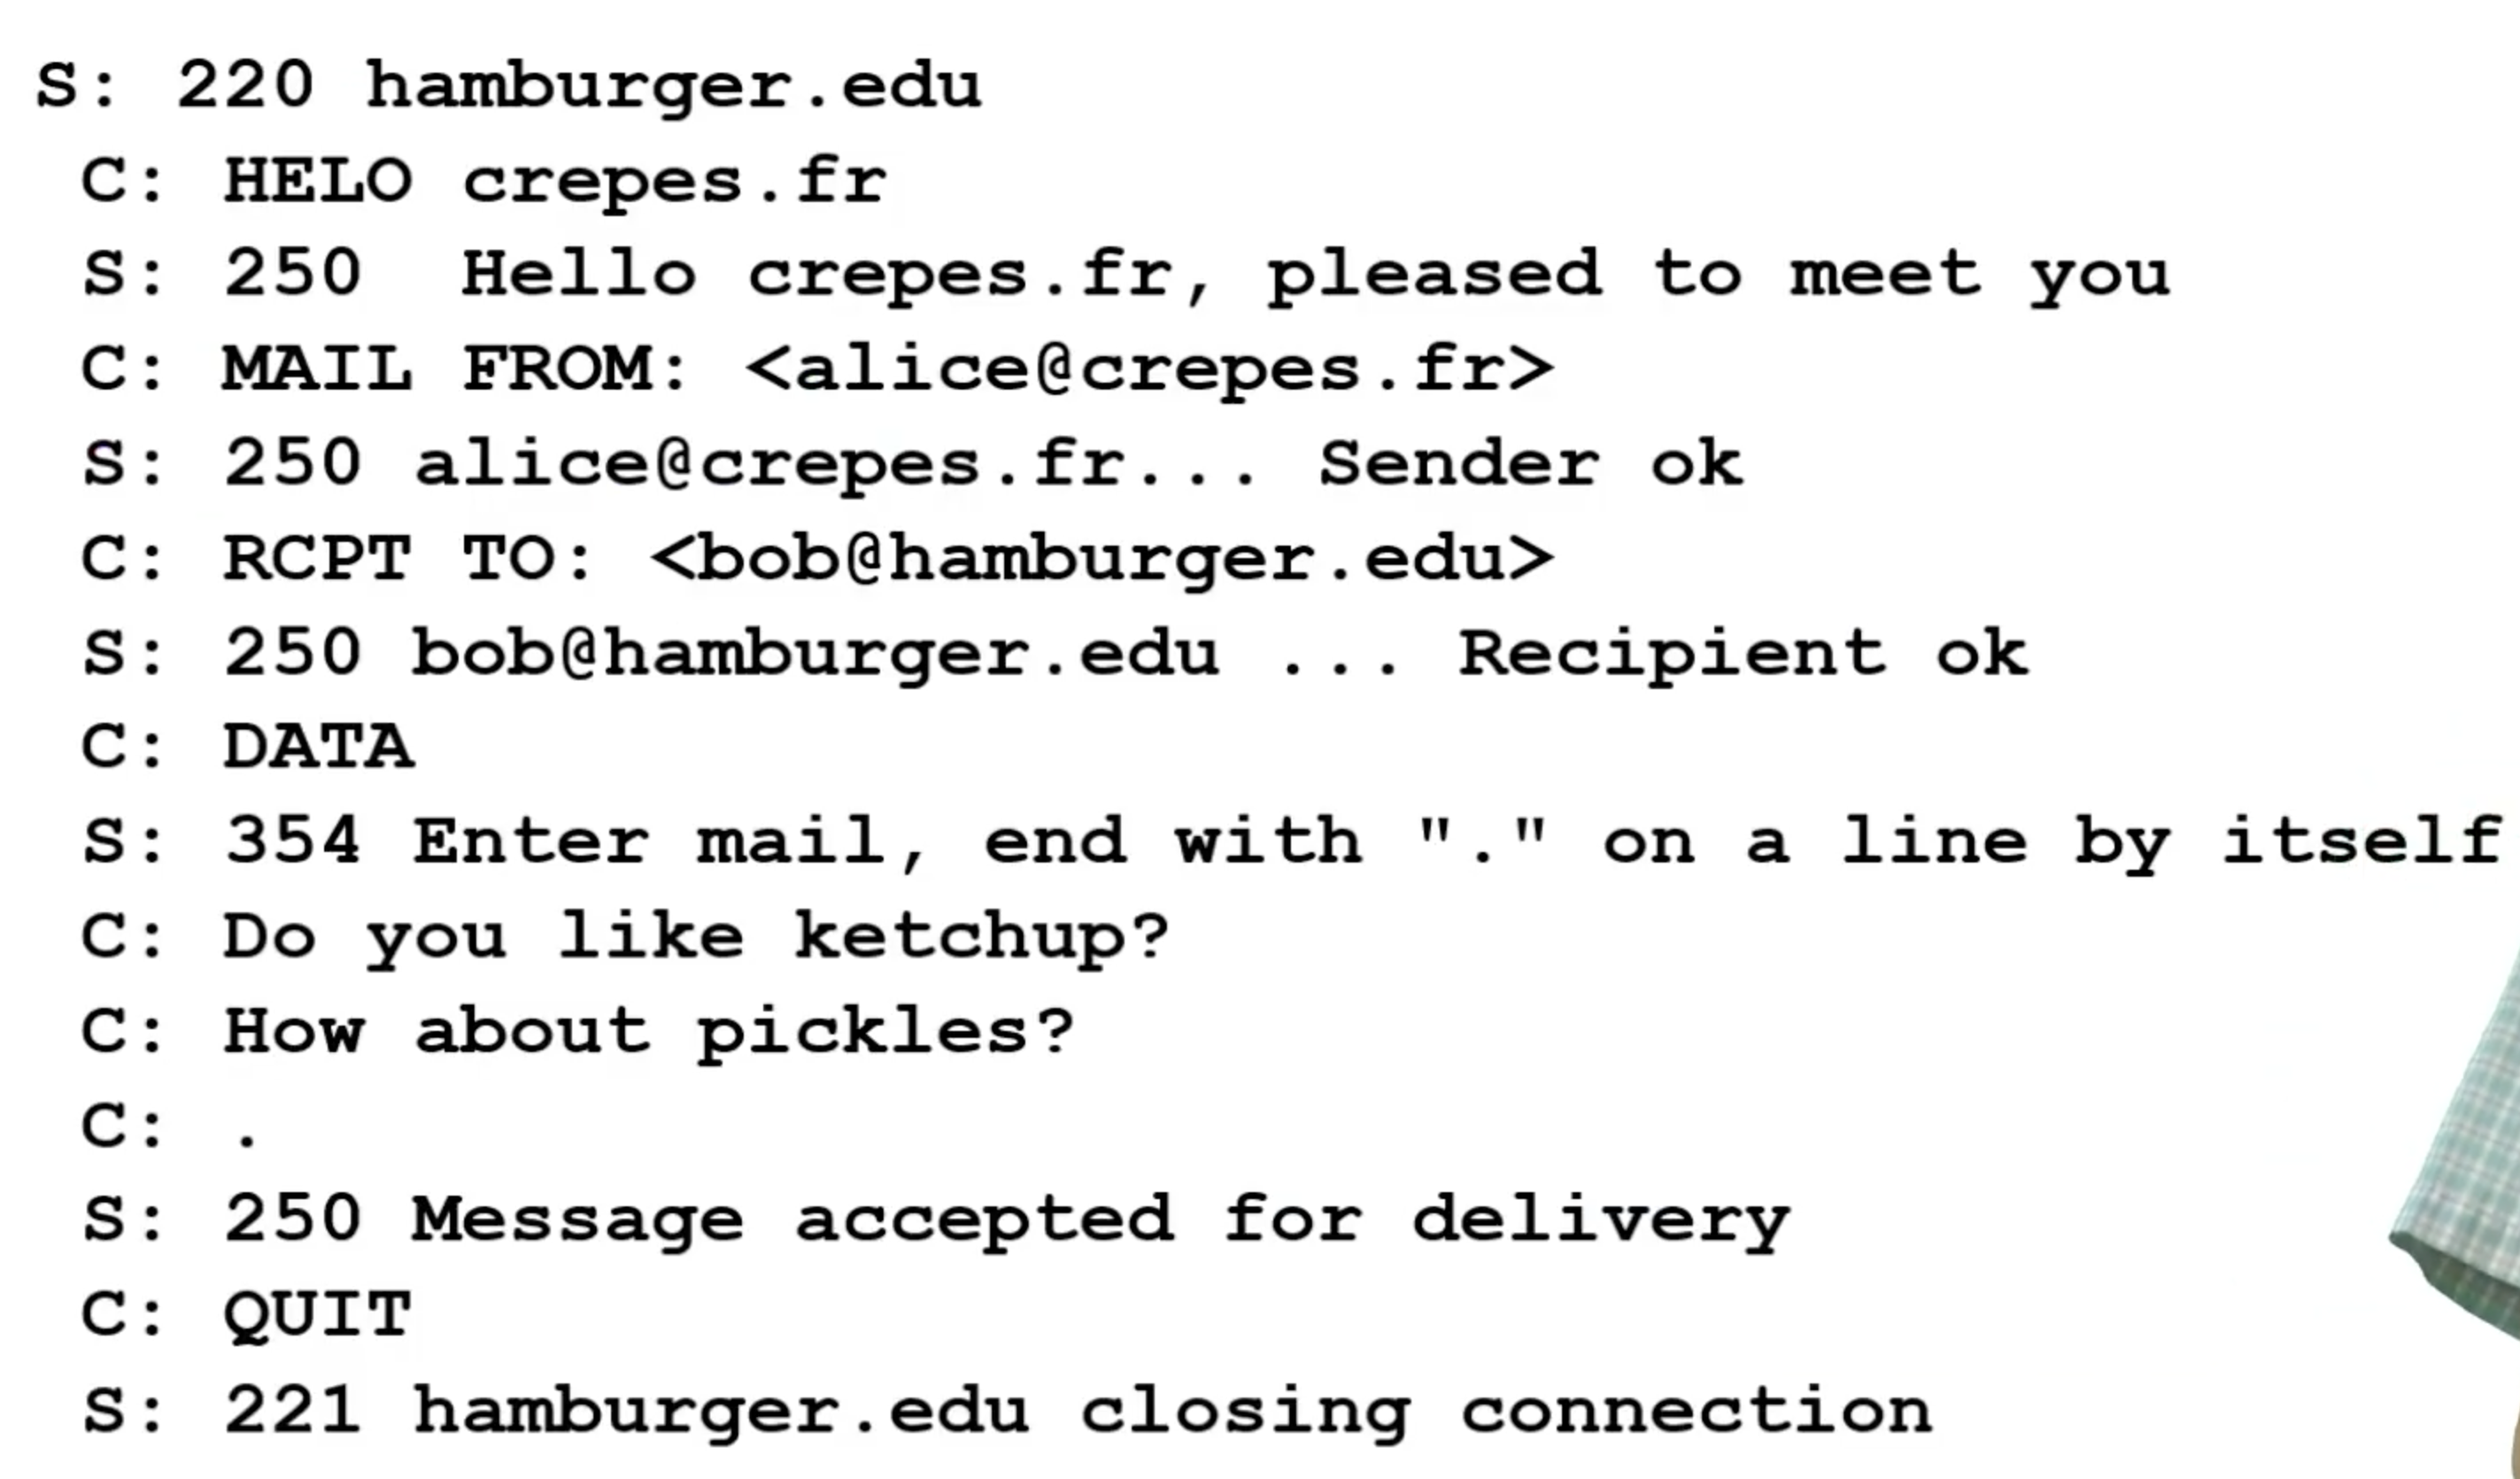 S: 220 hamburger.edu
C: HELO crepes.fr
S: 250  Hello crepes.fr, pleased to meet you
C: MAIL FROM: <alice@crepes.fr>
S: 250 alice@crepes.fr... Sender ok
C: RCPT TO: <bob@hamburger.edu>
S: 250 bob@hamburger.edu ... Recipient ok
C: DATA
S: 354 Enter mail, end with "." on a line by itself
C: Do you like ketchup?
C: How about pickles?
C: .
S: 250 Message accepted for delivery
C: QUIT
S: 221 hamburger.edu closing connection